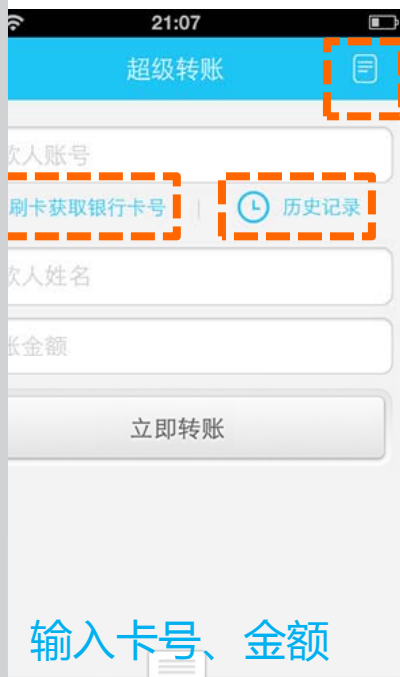 21:07
超级转账
款人账号
刷卡获取银行卡号 | 历史记录
款人姓名
账金额
立即转账
输入卡号、金额